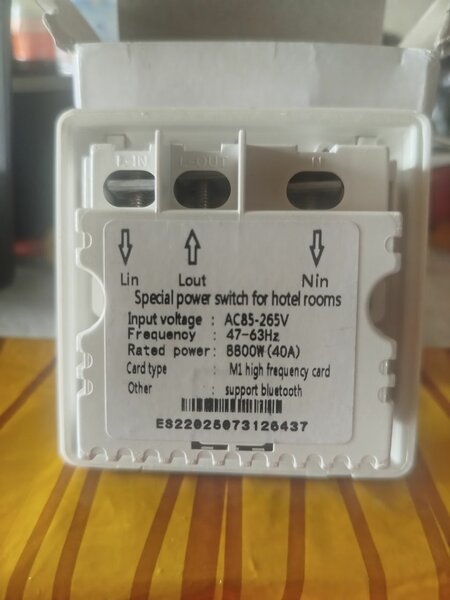 L-IN L-OUT N
Lin Lout Nin
Special power switch for hotel rooms
Input voltage : AC85-265V
Frequency : 47-63Hz
Rated power: 8800W(40A)
Card type : M1 high frequency card
Other : support bluetooth
ES22025073126437